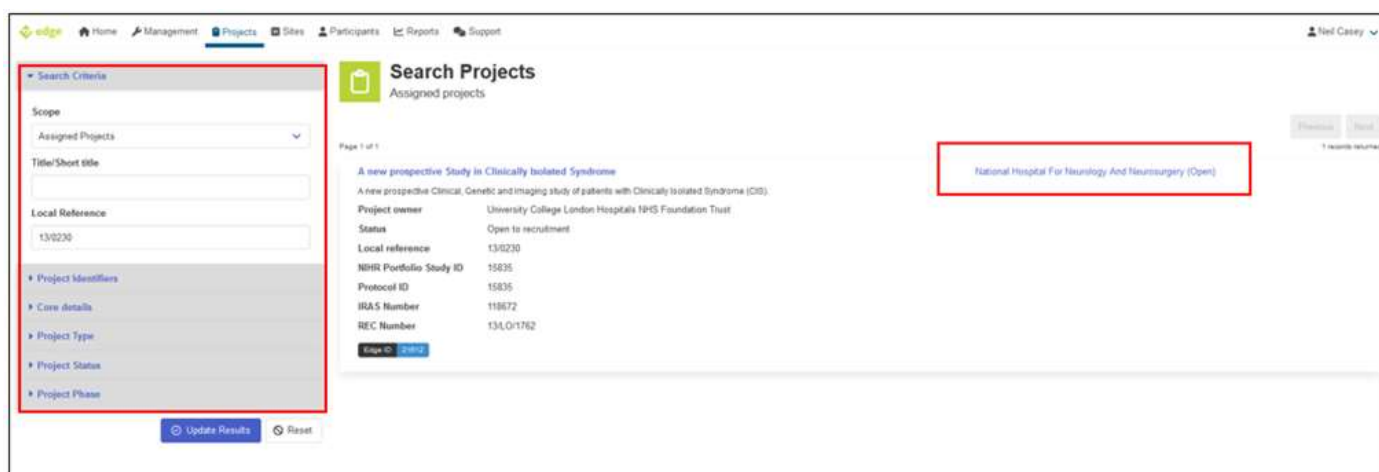 edge Home Management Projects Sites Participants Reports Support Neil Casey
Search Criteria
Scope
Assigned Projects
Title/Short title
Local Reference
13/0230
Project Identifiers
Core details
Project Type
Project Status
Project Phase
Update Results Reset
Search Projects
Assigned projects
Previous Next
Page 1 of 1 1 records returned
A new prospective Study in Clinically Isolated Syndrome
A new prospective Clinical, Genetic and imaging study of patients with Clinically Isolated Syndrome (CIS).
Project owner University College London Hospitals NHS Foundation Trust
Status Open to recruitment
Local reference 13/0230
NIHR Portfolio Study ID 15835
Protocol ID 15835
IRAS Number 118672
REC Number 13/LO/1762
Edge ID
National Hospital For Neurology And Neurosurgery (Open)